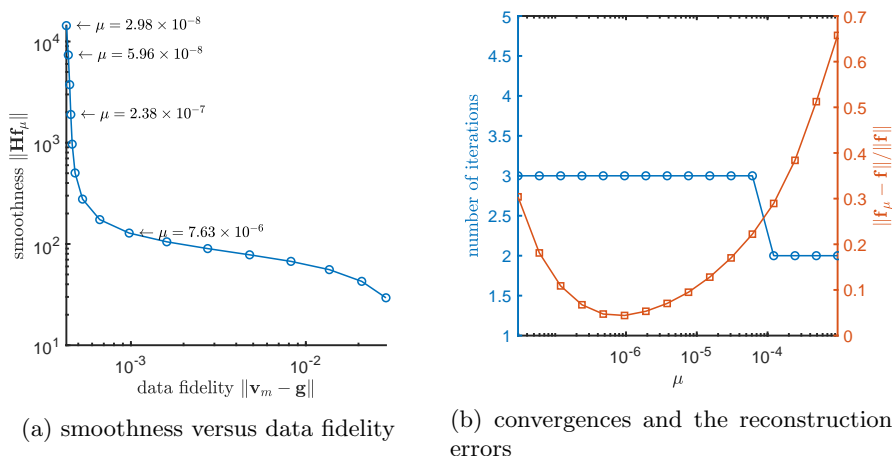 10^4
10^3
10^2
10^1
smoothness ||Hf_μ||
← μ = 2.98 × 10^-8
← μ = 5.96 × 10^-8
← μ = 2.38 × 10^-7
← μ = 7.63 × 10^-6
10^-3
10^-2
data fidelity ||v_m − g||
(a) smoothness versus data fidelity
5
4.5
4
3.5
3
2.5
2
1.5
1
number of iterations
10^-6
10^-5
10^-4
μ
0.7
0.6
0.5
0.4
0.3
0.2
0.1
0
||f_μ − f||/||f||
(b) convergences and the reconstruction
errors